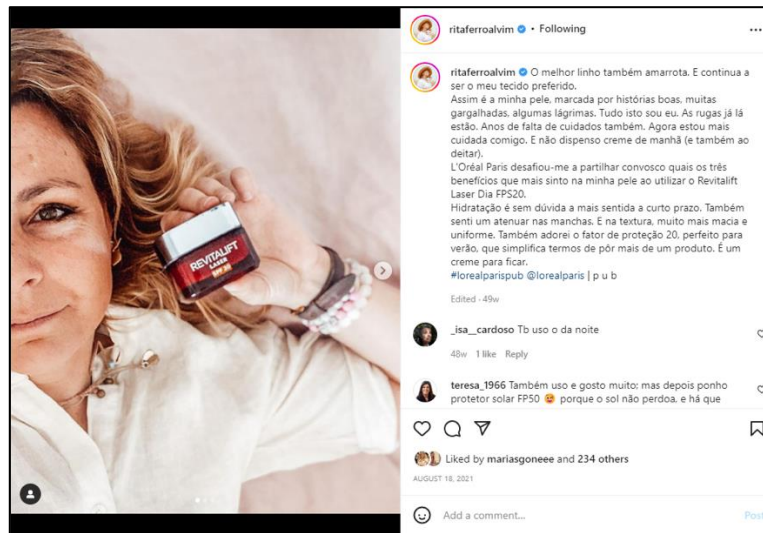 REVITALIFT
LASER
SPF 20
ritaferroalvim • Following
ritaferroalvim O melhor linho também amarrota. E continua a
ser o meu tecido preferido.
Assim é a minha pele, marcada por histórias boas, muitas
gargalhadas, algumas lágrimas. Tudo isto sou eu. As rugas já lá
estão. Anos de falta de cuidados também. Agora estou mais
cuidada comigo. E não dispenso creme de manhã (e também ao
deitar).
L'Oréal Paris desafiou-me a partilhar convosco quais os três
benefícios que mais sinto na minha pele ao utilizar o Revitalift
Laser Dia FPS20.
Hidratação é sem dúvida a mais sentida a curto prazo. Também
senti um atenuar nas manchas. E na textura, muito mais macia e
uniforme. Também adorei o fator de proteção 20, perfeito para
verão, que simplifica termos de pôr mais de um produto. É um
creme para ficar.
#lorealparispub @lorealparis | p u b
Edited · 49w
_isa__cardoso Tb uso o da noite
48w 1 like Reply
teresa_1966 Também uso e gosto muito: mas depois ponho
protetor solar FP50 🥵 porque o sol não perdoa, e há que
Liked by mariasgoneee and 234 others
AUGUST 18, 2021
Add a comment...
Post